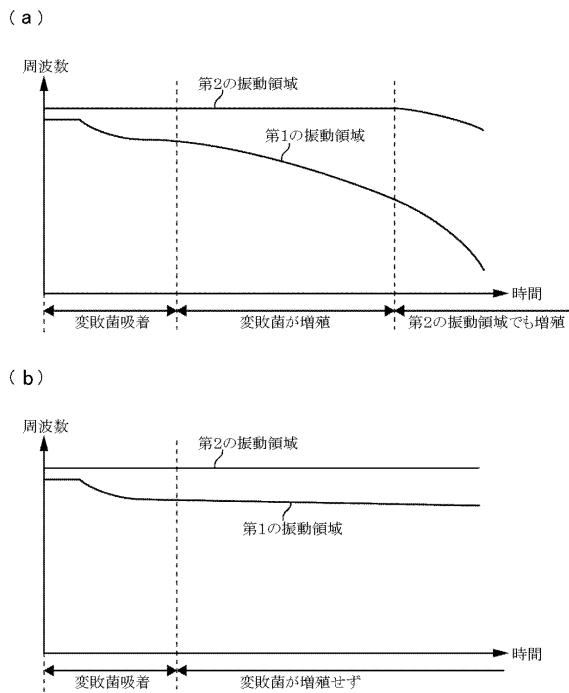 (a)
周波数
第2の振動領域
第1の振動領域
時間
変敗菌吸着
変敗菌が増殖
第2の振動領域でも増殖
(b)
周波数
第2の振動領域
第1の振動領域
時間
変敗菌吸着
変敗菌が増殖せず